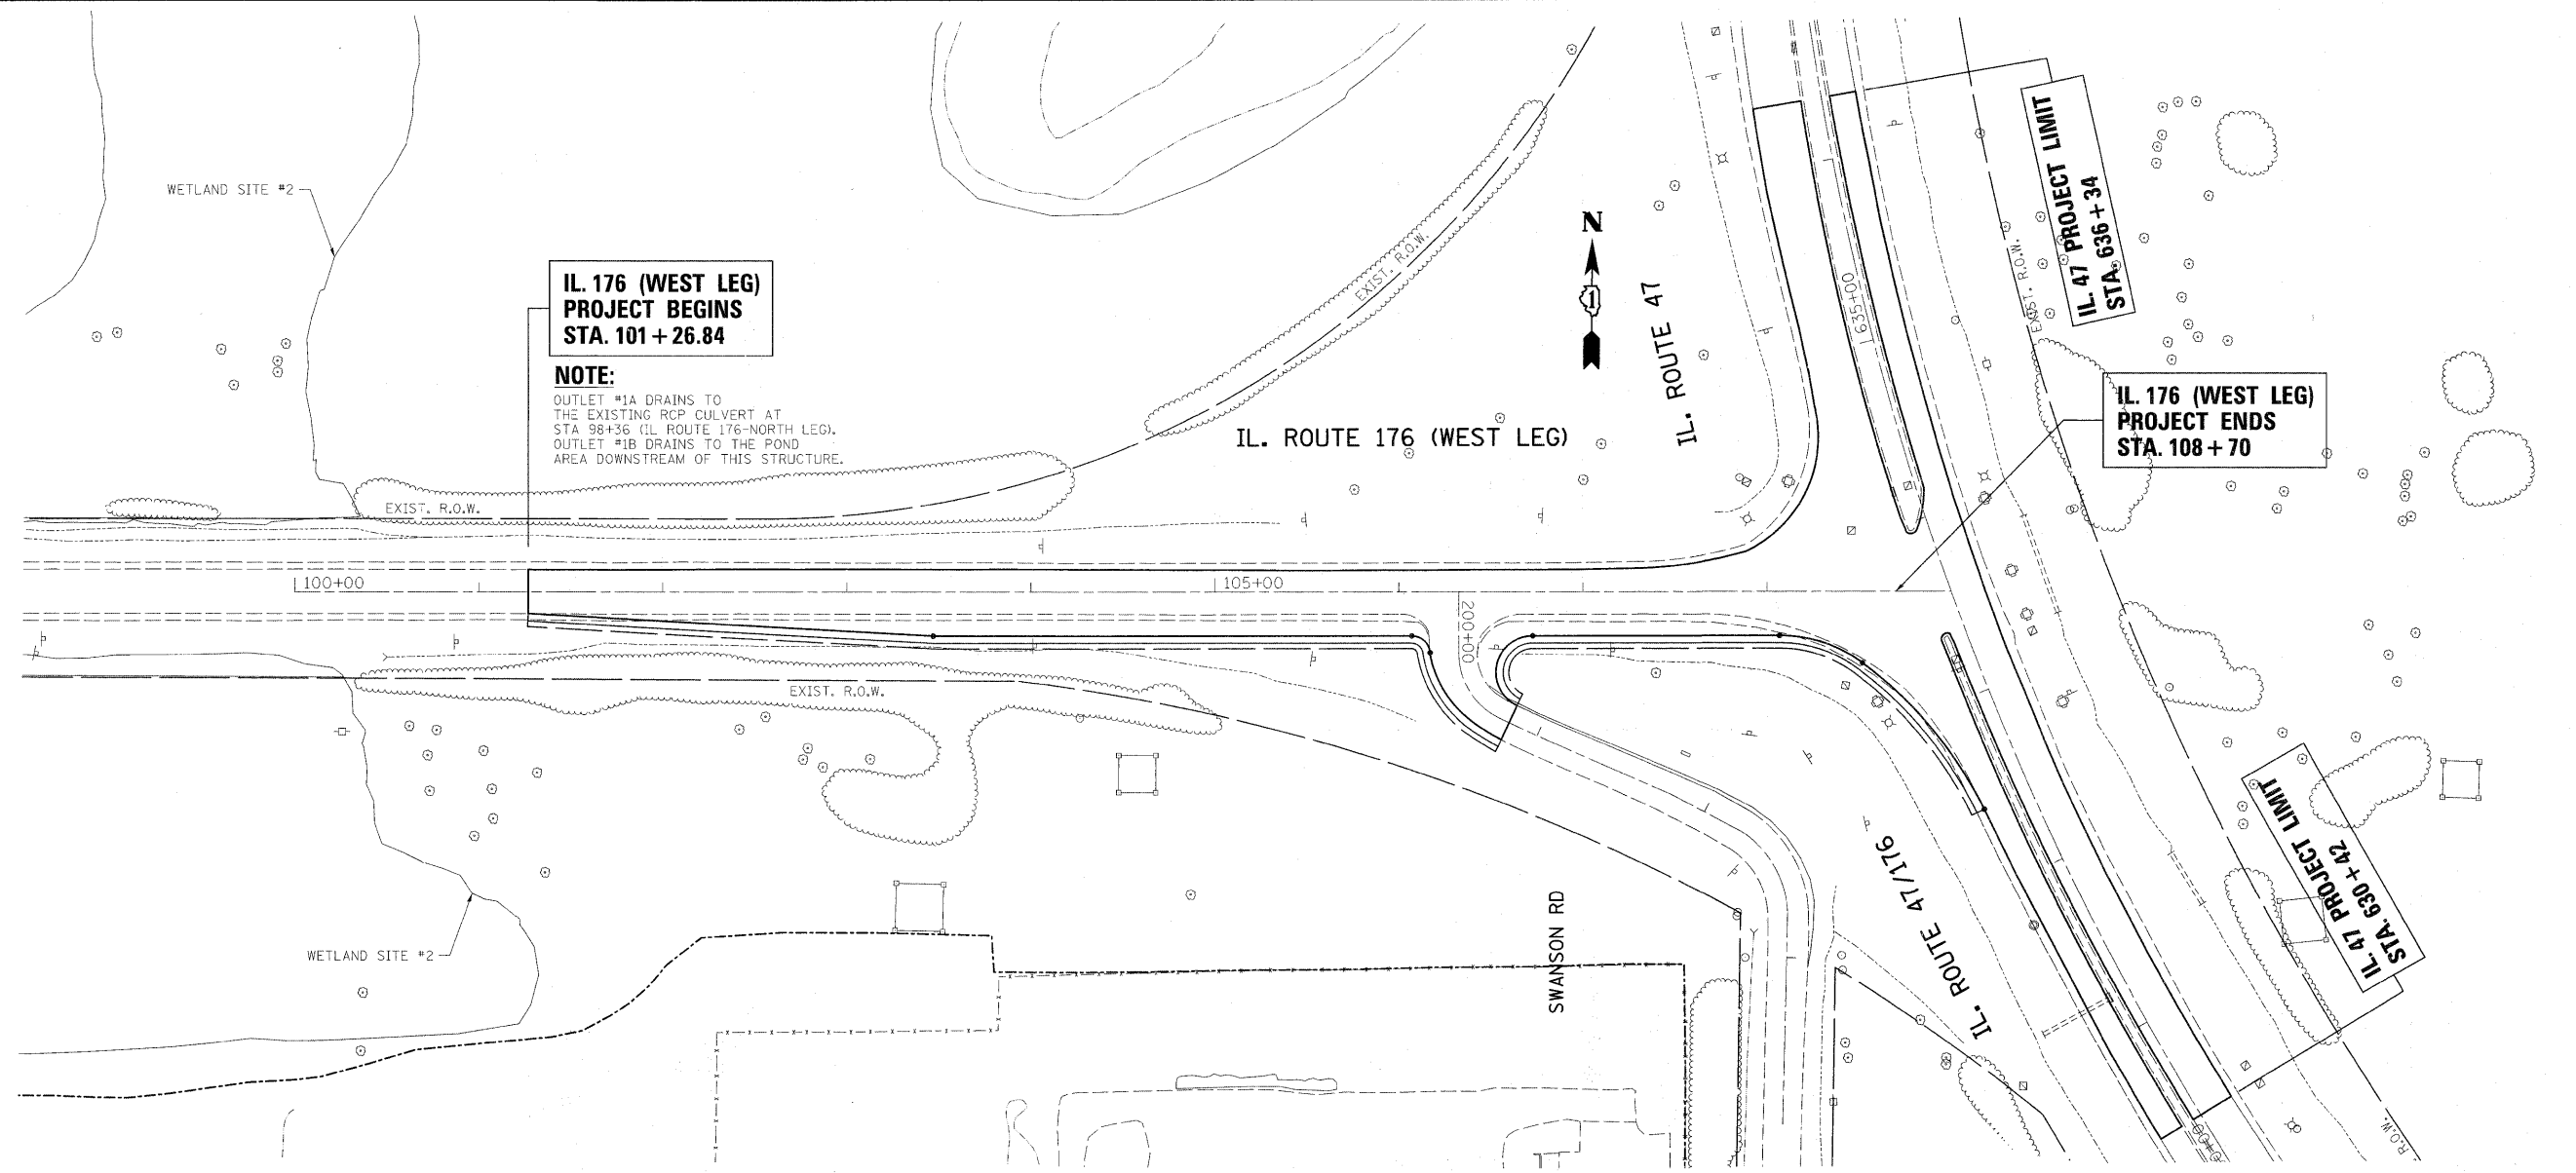 WETLAND SITE #2
IL. 176 (WEST LEG)
PROJECT BEGINS
STA. 101+26.84
NOTE:
OUTLET #1A DRAINS TO
THE EXISTING RCP CULVERT AT
STA 98+36 (IL ROUTE 176-NORTH LEG).
OUTLET #1B DRAINS TO THE POND
AREA DOWNSTREAM OF THIS STRUCTURE.
EXIST. R.O.W.
EXIST. R.O.W.
N
1
IL. ROUTE 47
IL. ROUTE 176 (WEST LEG)
635+00
EXIST. R.O.W.
IL. 47 PROJECT LIMIT
STA. 636+34
IL. 176 (WEST LEG)
PROJECT ENDS
STA. 108+70
100+00
105+00
200+00
EXIST. R.O.W.
WETLAND SITE #2
SWANSON RD
IL. ROUTE 47/176
IL. 47 PROJECT LIMIT
STA. 630+42
R.O.W.